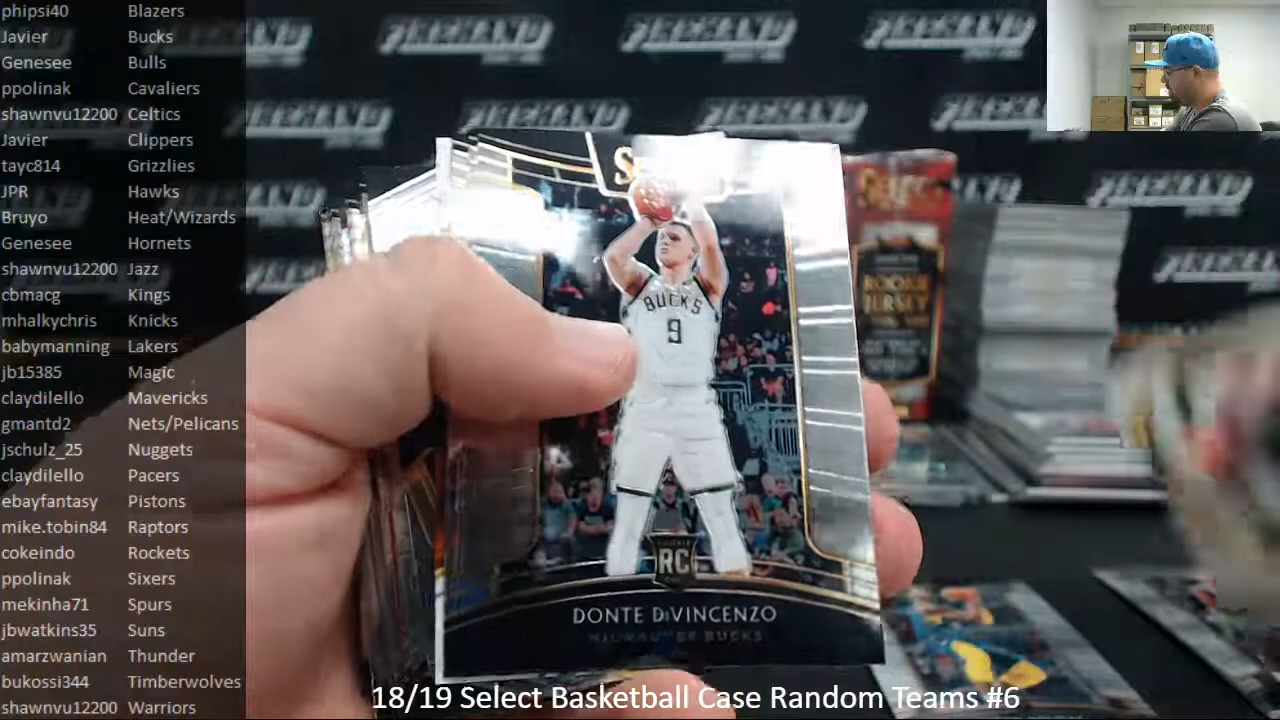 phipsi40 Blazers
Javier Bucks
Genesee Bulls
ppolinak Cavaliers
shawnvu12200 Celtics
Javier Clippers
tayc814 Grizzlies
JPR Hawks
Bruyo Heat/Wizards
Genesee Hornets
shawnvu12200 Jazz
cbmacg Kings
mhalkychris Knicks
babymanning Lakers
jb15385 Magic
claydilello Mavericks
gmantd2 Nets/Pelicans
jschulz_25 Nuggets
claydilello Pacers
ebayfantasy Pistons
mike.tobin84 Raptors
cokeindo Rockets
ppolinak Sixers
mekinha71 Spurs
jbwatkins35 Suns
amarzwanian Thunder
bukossi344 Timberwolves
shawnvu12200 Warriors
BUCKS
9
ROOKIE
RC
DONTE DiVINCENZO
MILWAUKEE BUCKS
ROOKIE
JERSEY
18/19 Select Basketball Case Random Teams #6